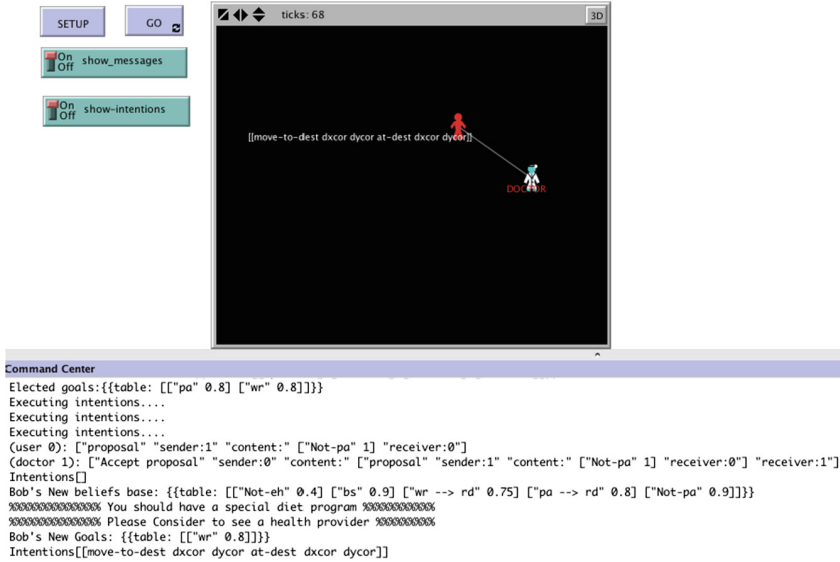 SETUP
GO
On
Off
show_messages
On
Off
show-intentions
ticks: 68
3D
[[move-to-dest dxcor dycor at-dest dxcor dycor]]
DOCTOR
Command Center
Elected goals:{{table: [["pa" 0.8] ["wr" 0.8]]}}
Executing intentions....
Executing intentions....
Executing intentions....
(user 0): ["proposal" "sender:1" "content:" ["Not-pa" 1] "receiver:0"]
(doctor 1): ["Accept proposal" "sender:0" "content:" ["proposal" "sender:1" "content:" ["Not-pa" 1] "receiver:0"] "receiver:1"]
Intentions[]
Bob's New beliefs base: {{table: [["Not-eh" 0.4] ["bs" 0.9] ["wr --> rd" 0.75] ["pa --> rd" 0.8] ["Not-pa" 0.9]]}}
%%%%%%%%%%%%%% You should have a special diet program %%%%%%%%%%%
%%%%%%%%%%%%%% Please Consider to see a health provider %%%%%%%%%
Bob's New Goals: {{table: [["wr" 0.8]]}}
Intentions[[move-to-dest dxcor dycor at-dest dxcor dycor]]